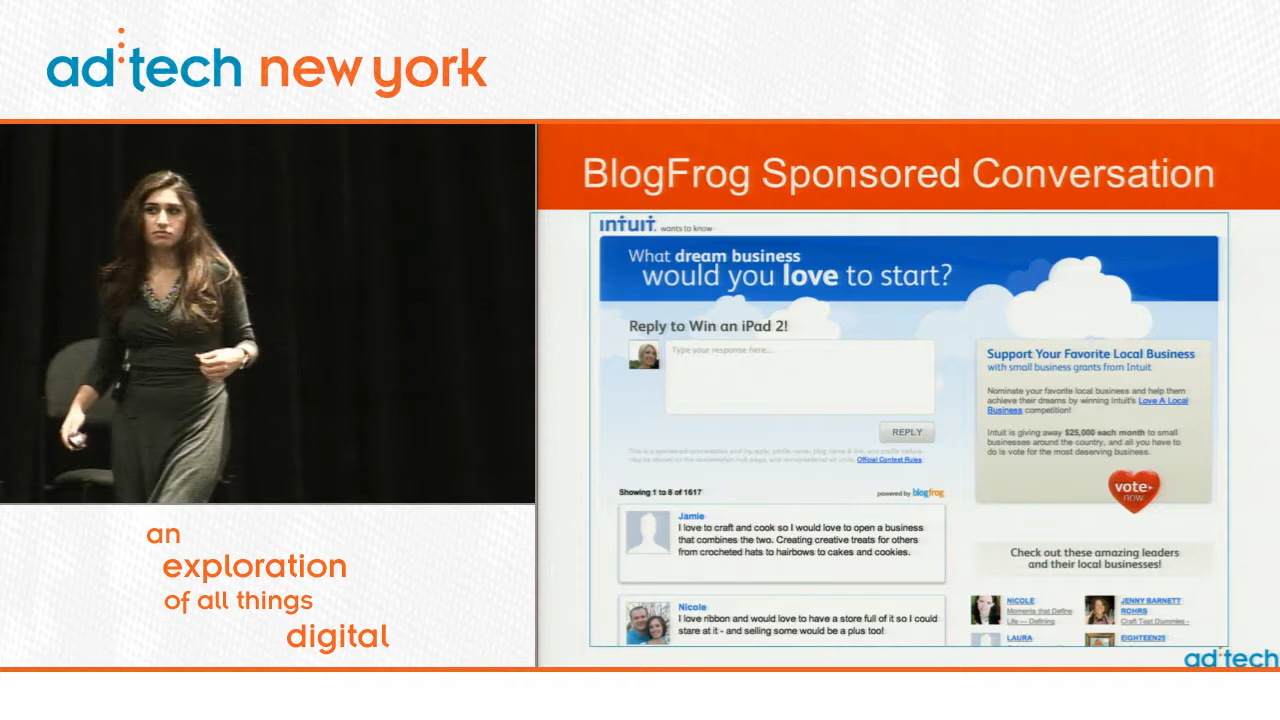 ad:tech new york
BlogFrog Sponsored Conversation
INTUIT. wants to know
What dream business
would you love to start?
Reply to Win an iPad 2!
Type your response here...
REPLY
Official Contest Rules
Showing 1 to 8 of 1617
powered by blogfrog
Jamie
I love to craft and cook so I would love to open a business
that combines the two. Creating creative treats for others
from crocheted hats to hairbows to cakes and cookies.
Nicole
I love ribbon and would love to have a store full of it so I could
stare at it - and selling some would be a plus too!
Support Your Favorite Local Business
with small business grants from Intuit
Nominate your favorite local business and help them
achieve their dreams by winning Intuit's Love A Local
Business competition!
Intuit is giving away $25,000 each month to small
businesses around the country, and all you have to
do is vote for the most deserving business.
vote
now
Check out these amazing leaders
and their local businesses!
NICOLE
Moments that Define
Life — Defining
JENNY BARNETT
ROHRS
Craft Test Dummies -
LAURA
EIGHTEEN25
ad:tech
an
exploration
of all things
digital